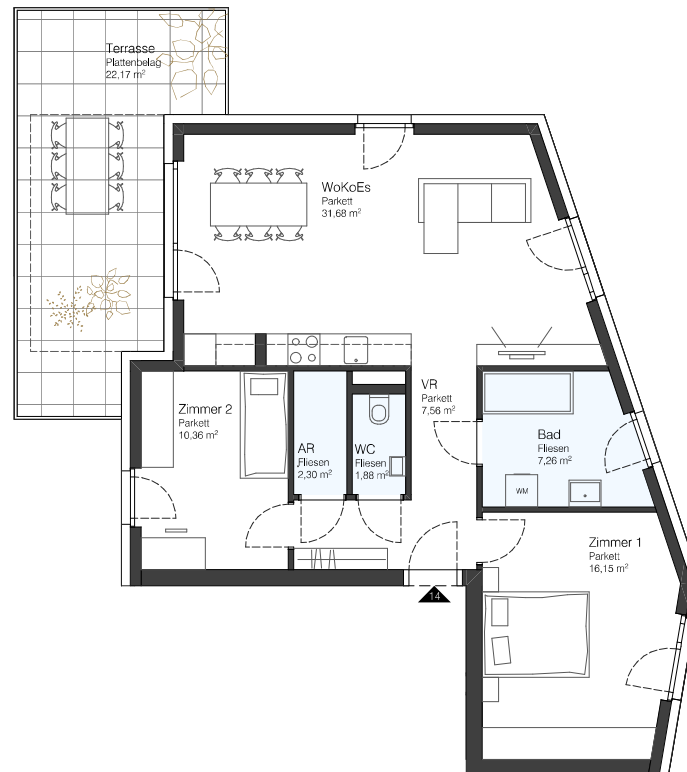 Terrasse
Plattenbelag
22,17 m²
WoKoEs
Parkett
31,68 m²
Zimmer 2
Parkett
10,36 m²
AR
Fliesen
2,30 m²
WC
Fliesen
1,88 m²
VR
Parkett
7,56 m²
Bad
Fliesen
7,26 m²
WM
Zimmer 1
Parkett
16,15 m²
14